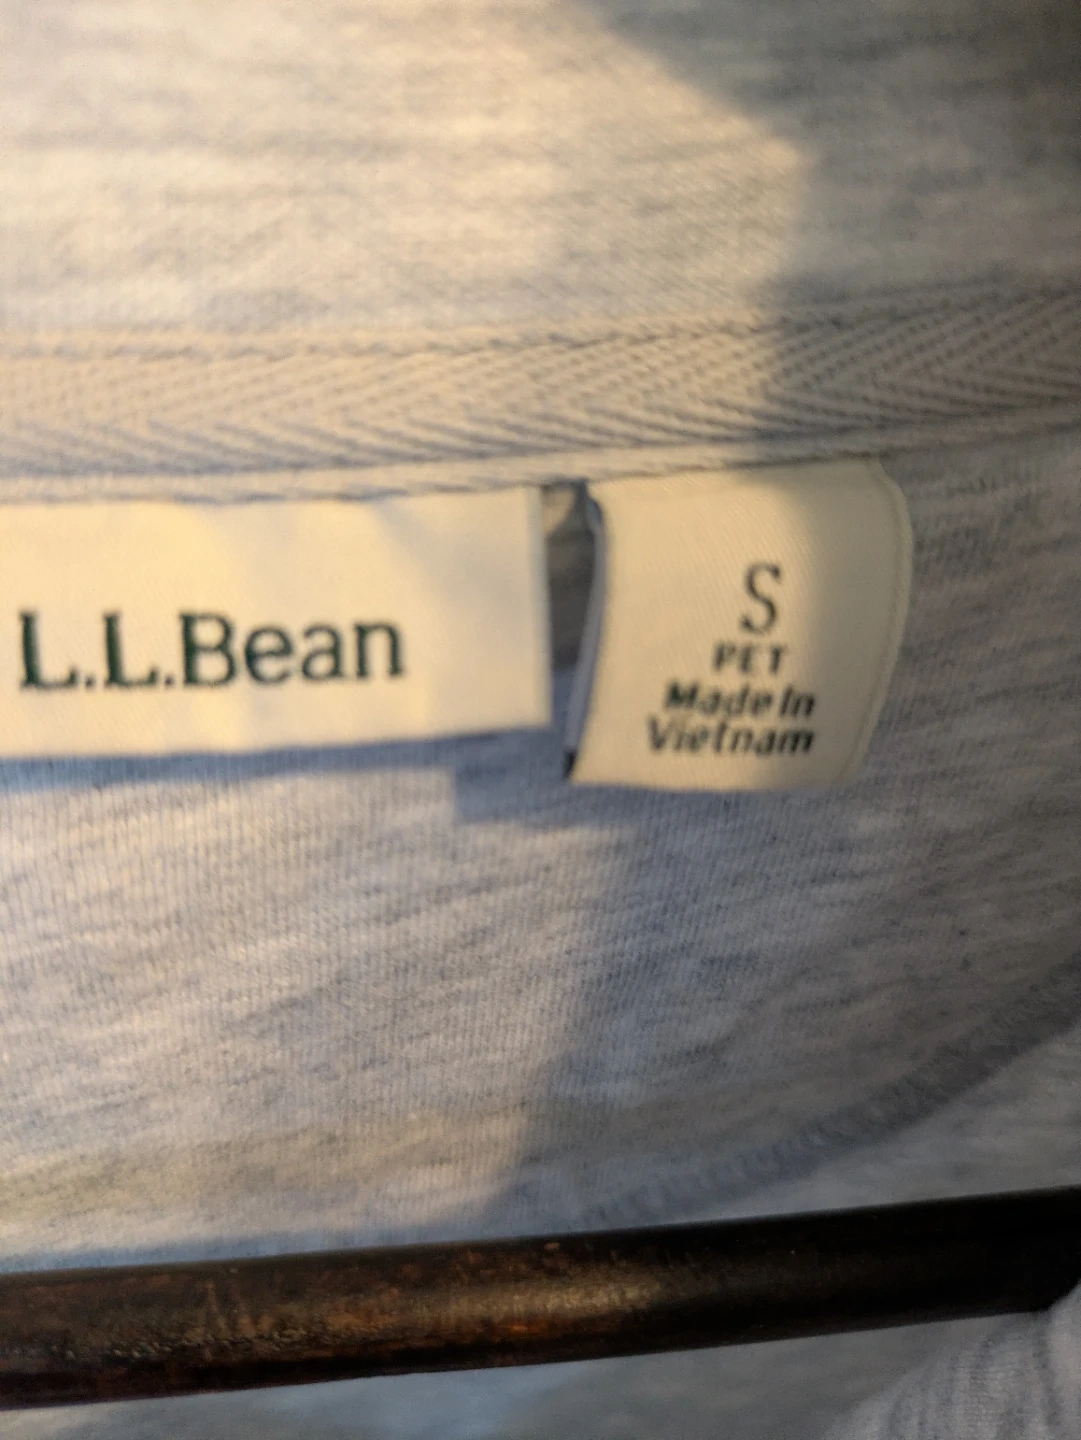 L.L.Bean
S
PET
Made In
Vietnam